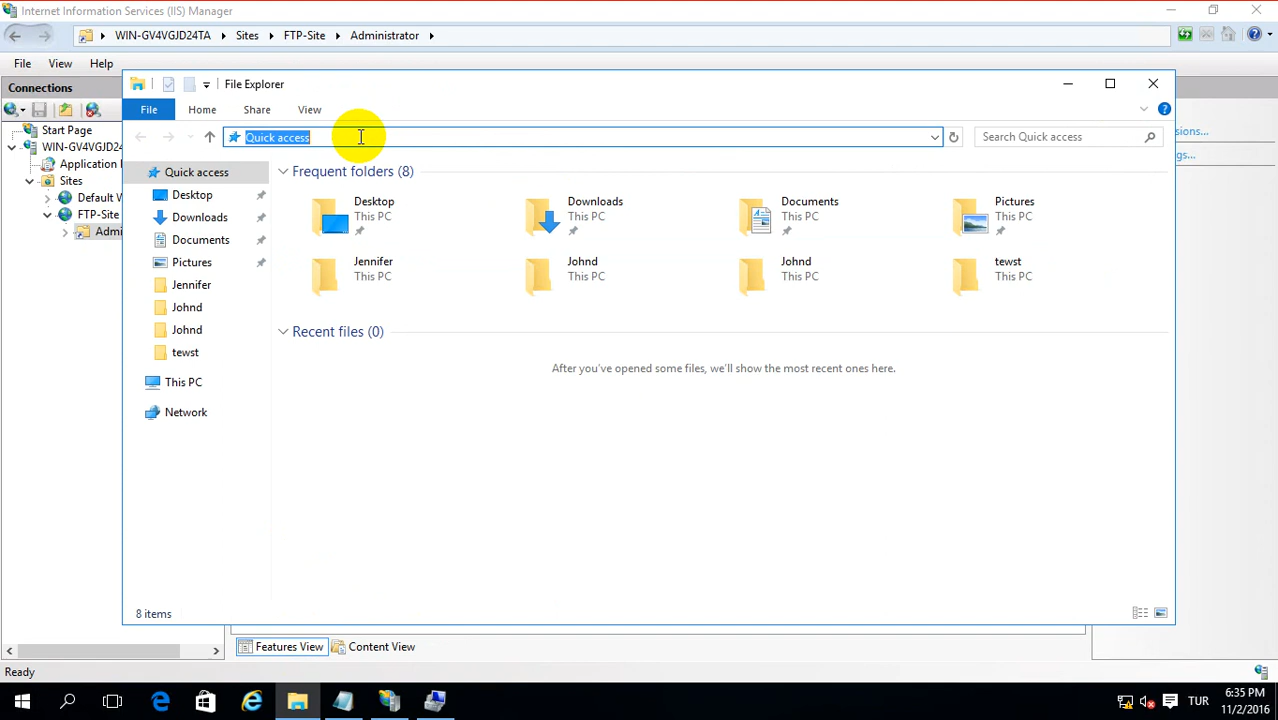 Internet Information Services (IIS) Manager
WIN-GV4VGJD24TA Sites FTP-Site Administrator
File View Help
Connections
Start Page
WIN-GV4VGJD24
Application
Sites
Default
FTP-Site
File Explorer
File Home Share View
Quick access
Search Quick access
Quick access
Desktop
Downloads
Documents
Pictures
Jennifer
Johnd
Johnd
tewst
This PC
Network
Frequent folders (8)
Desktop
This PC
Downloads
This PC
Documents
This PC
Pictures
This PC
Jennifer
This PC
Johnd
This PC
Johnd
This PC
tewst
This PC
Recent files (0)
After you've opened some files, we'll show the most recent ones here.
8 items
Features View Content View
Ready
TUR
6:35 PM
11/2/2016